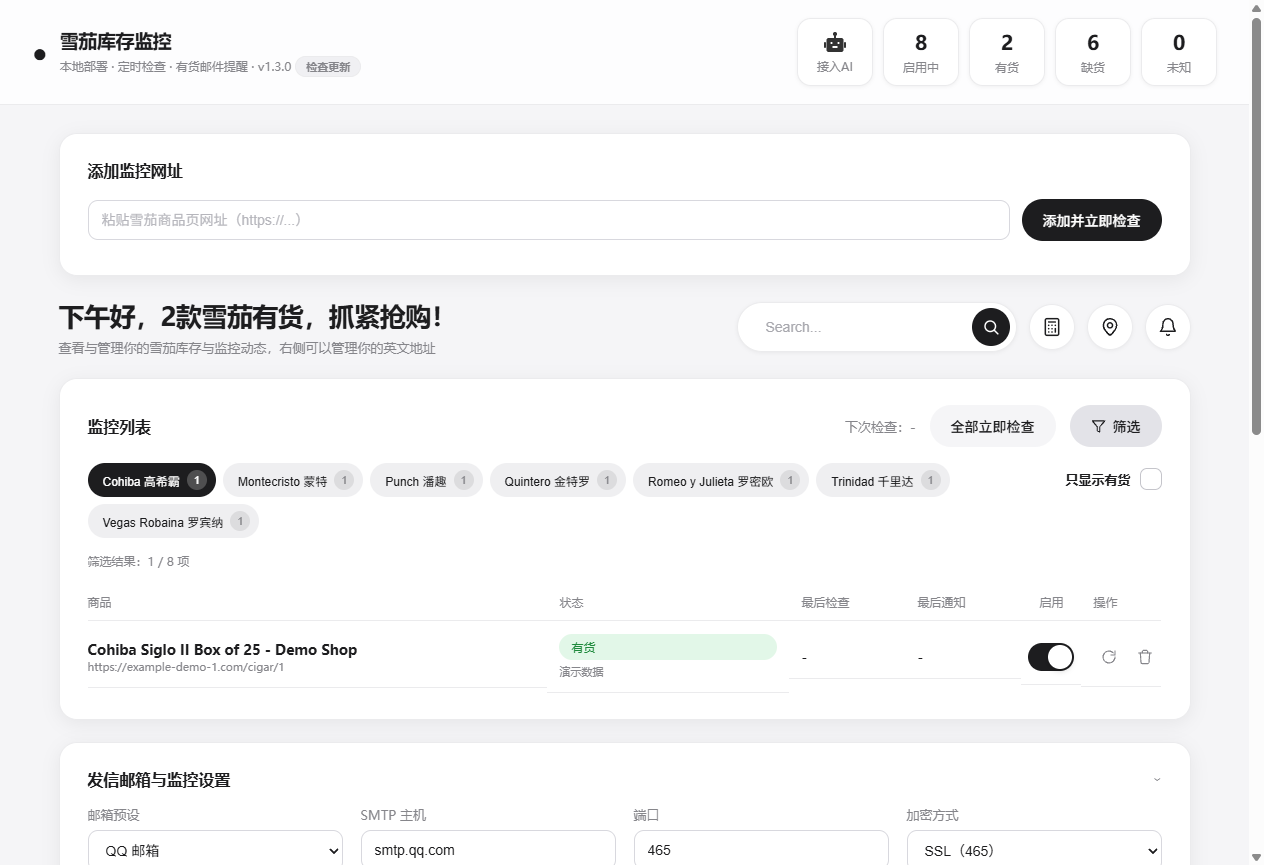 雪茄库存监控
本地部署 · 定时检查 · 有货邮件提醒 · v1.3.0 检查更新
接入AI
8 启用中
2 有货
6 缺货
0 未知
添加监控网址
粘贴雪茄商品页网址（https://...）
添加并立即检查
下午好，2款雪茄有货，抓紧抢购！
查看与管理你的雪茄库存与监控动态，右侧可以管理你的英文地址
Search...
监控列表
下次检查：-
全部立即检查
筛选
Cohiba 高希霸 1
Montecristo 蒙特 1
Punch 潘趣 1
Quintero 金特罗 1
Romeo y Julieta 罗密欧 1
Trinidad 千里达 1
只显示有货
Vegas Robaina 罗宾纳 1
筛选结果：1 / 8 项
商品 状态 最后检查 最后通知 启用 操作
Cohiba Siglo II Box of 25 - Demo Shop
https://example-demo-1.com/cigar/1
有货
演示数据
- -
发信邮箱与监控设置
邮箱预设 SMTP 主机 端口 加密方式
QQ 邮箱 smtp.qq.com 465 SSL（465）